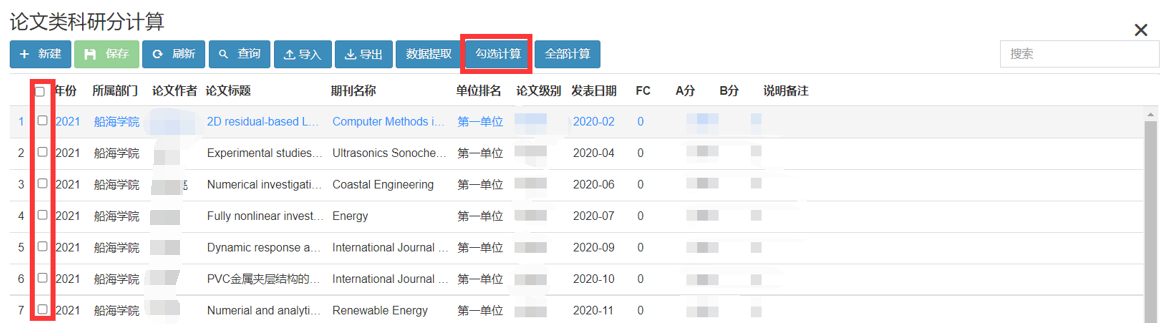 论文类科研分计算
新建 保存 刷新 查询 导入 导出 数据提取 勾选计算 全部计算 搜索
年份 所属部门 论文作者 论文标题 期刊名称 单位排名 论文级别 发表日期 FC A分 B分 说明备注
1 2021 船海学院 2D residual-based L... Computer Methods i... 第一单位 2020-02 0
2 2021 船海学院 Experimental studies... Ultrasonics Sonoche... 第一单位 2020-04 0
3 2021 船海学院 Numerical investigati... Coastal Engineering 第一单位 2020-06 0
4 2021 船海学院 Fully nonlinear invest... Energy 第一单位 2020-07 0
5 2021 船海学院 Dynamic response a... International Journal ... 第一单位 2020-09 0
6 2021 船海学院 PVC金属夹层结构的... International Journal ... 第一单位 2020-10 0
7 2021 船海学院 Numerial and analyti... Renewable Energy 第一单位 2020-11 0